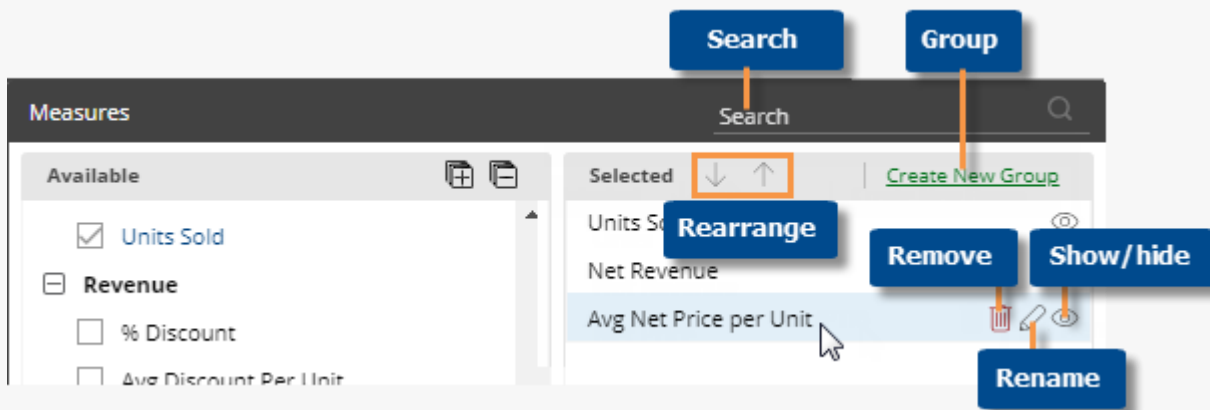 Search
Group
Measures
Search
Available
Selected
Create New Group
Units Sold
Units
Rearrange
Remove
Show/hide
Revenue
Net Revenue
% Discount
Avg Net Price per Unit
Avg Discount Per Unit
Rename